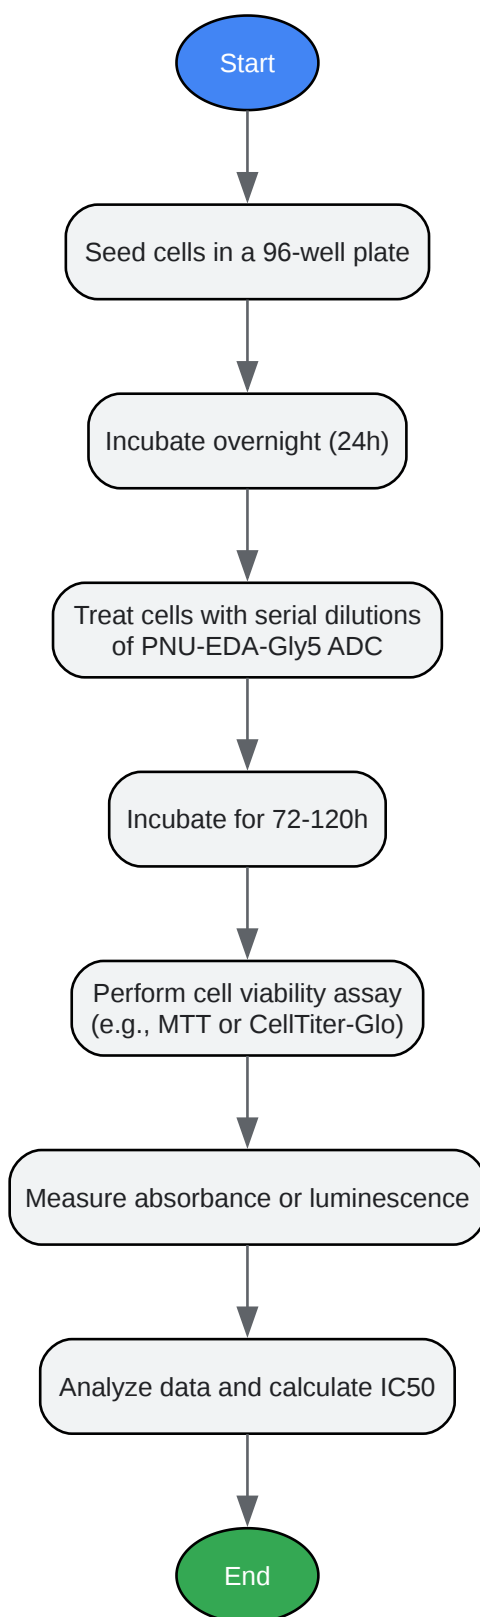 Start
Seed cells in a 96-well plate
Incubate overnight (24h)
Treat cells with serial dilutions
of PNU-EDA-Gly5 ADC
Incubate for 72-120h
Perform cell viability assay
(e.g., MTT or CellTiter-Glo)
Measure absorbance or luminescence
Analyze data and calculate IC50
End